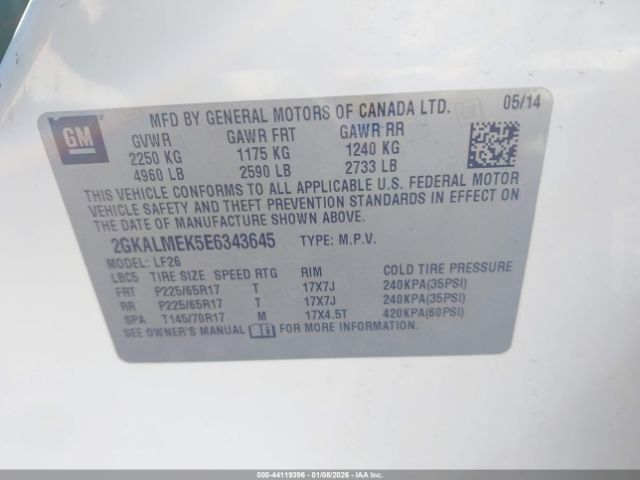 GM
MFD BY GENERAL MOTORS OF CANADA LTD. 05/14
GVWR GAWR FRT GAWR RR
2250 KG 1175 KG 1240 KG
4960 LB 2590 LB 2733 LB
THIS VEHICLE CONFORMS TO ALL APPLICABLE U.S. FEDERAL MOTOR
VEHICLE SAFETY AND THEFT PREVENTION STANDARDS IN EFFECT ON
THE DATE OF MANUFACTURE SHOWN ABOVE.
2GKALMEK5E6343645 TYPE: M.P.V.
MODEL: LF26
LBC5 TIRE SIZE SPEED RTG RIM COLD TIRE PRESSURE
FRT P225/65R17 T 17X7J 240KPA(35PSI)
RR P225/65R17 T 17X7J 240KPA(35PSI)
SPA T145/70R17 M 17X4.5T 420KPA(60PSI)
SEE OWNER'S MANUAL FOR MORE INFORMATION.
000-44119396 - 01/08/2026 - IAAI.CA